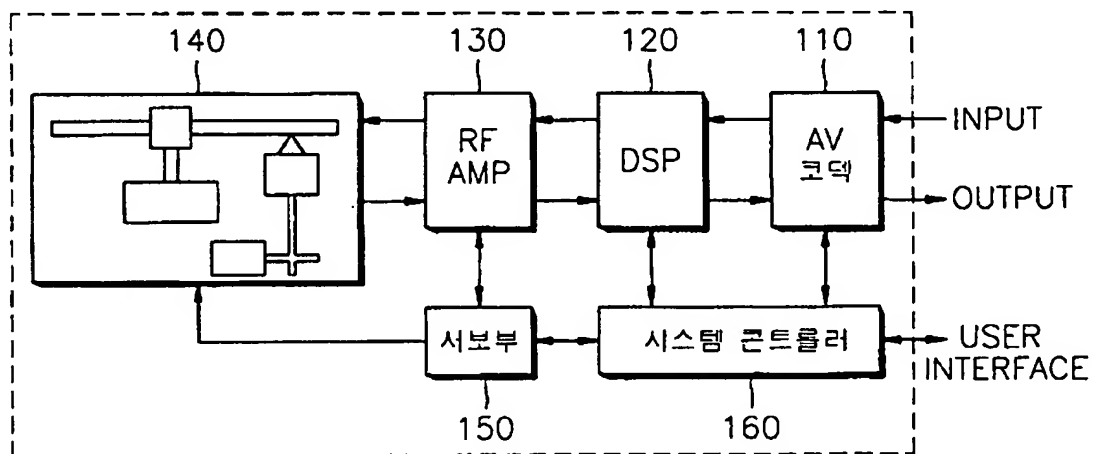 140
130
120
110
RF
AMP
DSP
AV
코덱
INPUT
OUTPUT
서보부
시스템 콘트롤러
USER
INTERFACE
150
160